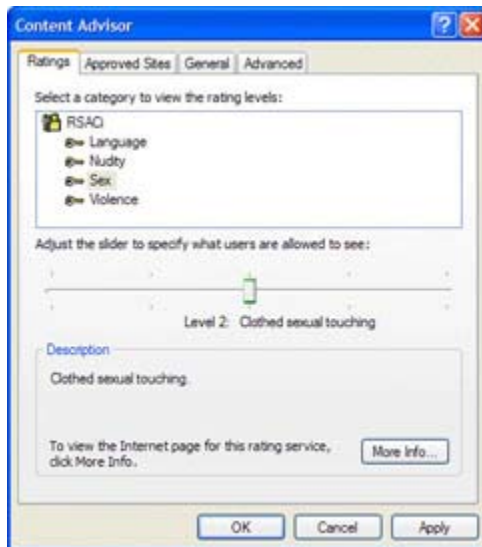 Content Advisor
Ratings Approved Sites General Advanced
Select a category to view the rating levels:
RSACi
Language
Nudity
Sex
Violence
Adjust the slider to specify what users are allowed to see:
Level 2: Clothed sexual touching
Description
Clothed sexual touching.
To view the Internet page for this rating service,
click More Info.
More Info...
OK Cancel Apply